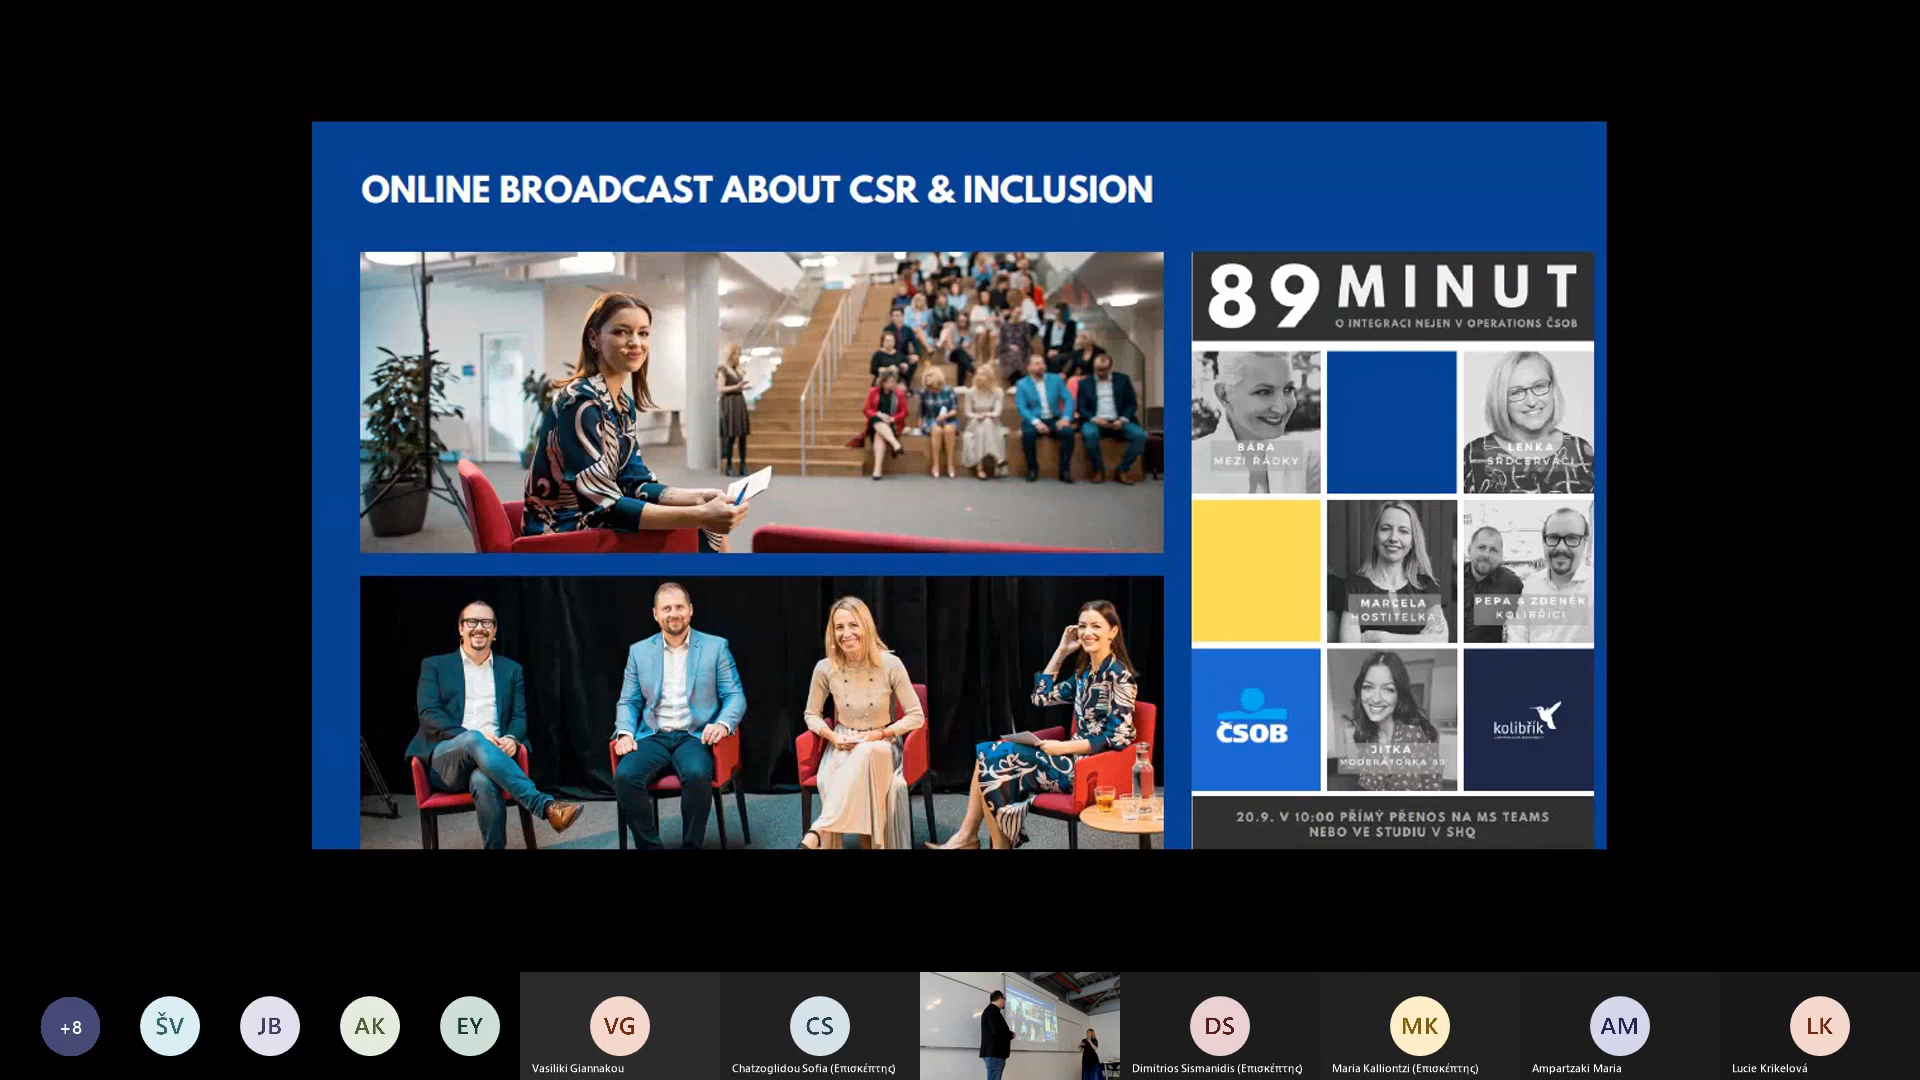 ONLINE BROADCAST ABOUT CSR & INCLUSION
89 MINUT
O INTEGRACI NEJEN V OPERATIONS ČSOB
BÁRA
MEZI ŘÁDKY
LENKA
SRDCERVÁČI
MARCELA
HOSTITELKA
PEPA & ZDENĚK
KOLIBŘÍCI
ČSOB
JITKA
MODERÁTORKA 89'
kolibřík
20.9. V 10:00 PŘÍMÝ PŘENOS NA MS TEAMS
NEBO VE STUDIU V SHQ
+8
ŠV
JB
AK
EY
VG
Vasiliki Giannakou
CS
Chatzoglidou Sofia (Επισκέπτης)
DS
Dimitrios Sismanidis (Επισκέπτης)
MK
Maria Kalliontzi (Επισκέπτης)
AM
Ampartzaki Maria
LK
Lucie Krikelová